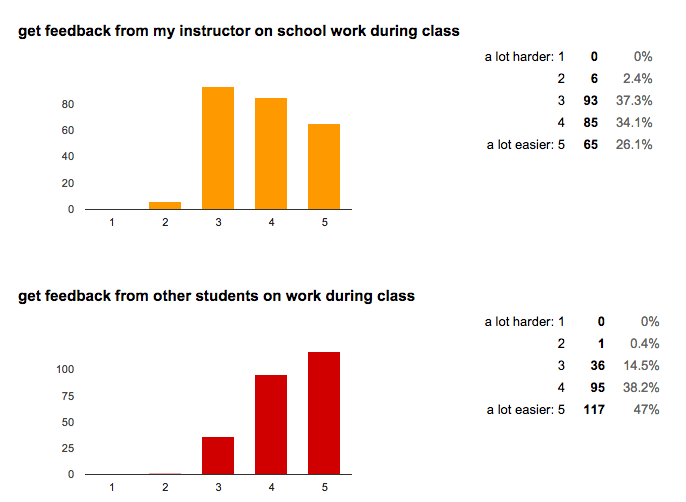 get feedback from my instructor on school work during class
a lot harder: 1 0 0%
2 6 2.4%
3 93 37.3%
4 85 34.1%
a lot easier: 5 65 26.1%
80
60
40
20
0
1 2 3 4 5
get feedback from other students on work during class
a lot harder: 1 0 0%
2 1 0.4%
3 36 14.5%
4 95 38.2%
a lot easier: 5 117 47%
100
75
50
25
0
1 2 3 4 5